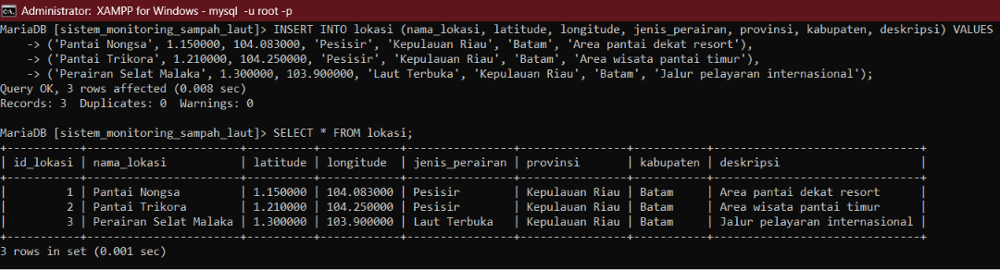 Administrator: XAMPP for Windows - mysql -u root -p
MariaDB [sistem_monitoring_sampah_laut]> INSERT INTO lokasi (nama_lokasi, latitude, longitude, jenis_perairan, provinsi, kabupaten, deskripsi) VALUES
    -> ('Pantai Nongsa', 1.150000, 104.083000, 'Pesisir', 'Kepulauan Riau', 'Batam', 'Area pantai dekat resort'),
    -> ('Pantai Trikora', 1.210000, 104.250000, 'Pesisir', 'Kepulauan Riau', 'Batam', 'Area wisata pantai timur'),
    -> ('Perairan Selat Malaka', 1.300000, 103.900000, 'Laut Terbuka', 'Kepulauan Riau', 'Batam', 'Jalur pelayaran internasional');
Query OK, 3 rows affected (0.008 sec)
Records: 3  Duplicates: 0  Warnings: 0

MariaDB [sistem_monitoring_sampah_laut]> SELECT * FROM lokasi;
+-----------+-----------------------+----------+------------+----------------+----------------+-----------+-------------------------------+
| id_lokasi | nama_lokasi           | latitude | longitude  | jenis_perairan | provinsi       | kabupaten | deskripsi                     |
+-----------+-----------------------+----------+------------+----------------+----------------+-----------+-------------------------------+
|         1 | Pantai Nongsa         | 1.150000 | 104.083000 | Pesisir        | Kepulauan Riau | Batam     | Area pantai dekat resort      |
|         2 | Pantai Trikora        | 1.210000 | 104.250000 | Pesisir        | Kepulauan Riau | Batam     | Area wisata pantai timur      |
|         3 | Perairan Selat Malaka | 1.300000 | 103.900000 | Laut Terbuka   | Kepulauan Riau | Batam     | Jalur pelayaran internasional |
+-----------+-----------------------+----------+------------+----------------+----------------+-----------+-------------------------------+
3 rows in set (0.001 sec)